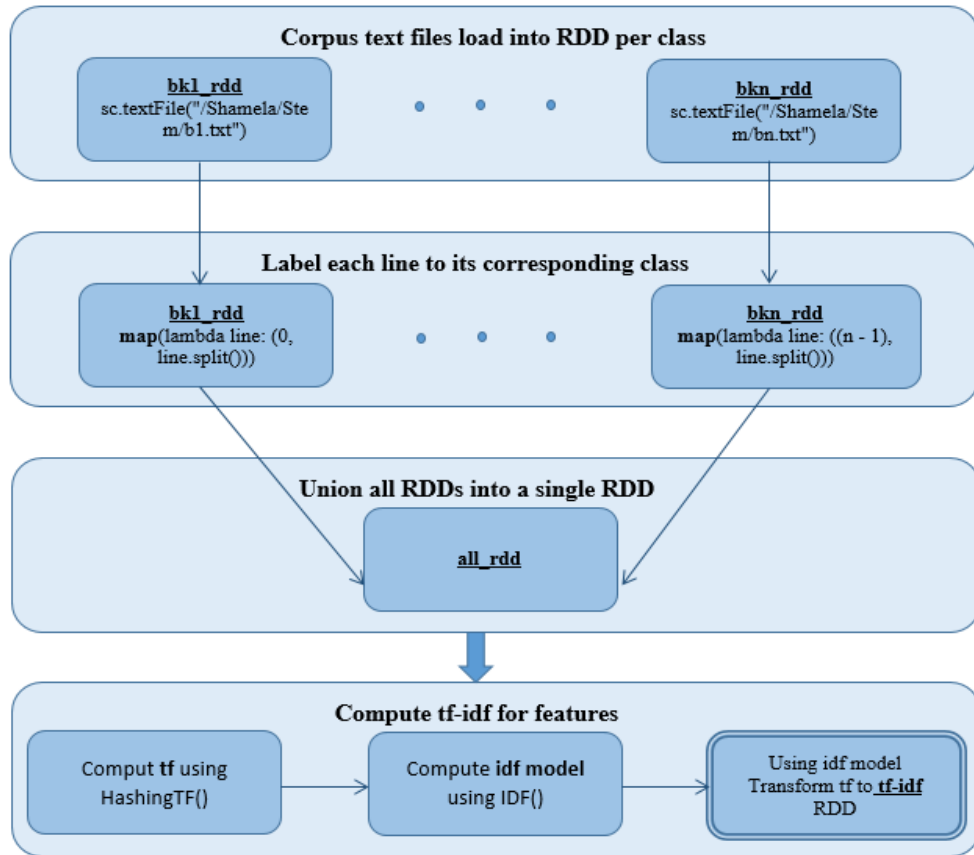 Corpus text files load into RDD per class
bk1_rdd
sc.textFile("/Shamela/Ste
m/b1.txt")
bkn_rdd
sc.textFile("/Shamela/Ste
m/bn.txt")
Label each line to its corresponding class
bk1_rdd
map(lambda line: (0,
line.split()))
bkn_rdd
map(lambda line: ((n - 1),
line.split()))
Union all RDDs into a single RDD
all_rdd
Compute tf-idf for features
Comput tf using
HashingTF()
Compute idf model
using IDF()
Using idf model
Transform tf to tf-idf
RDD